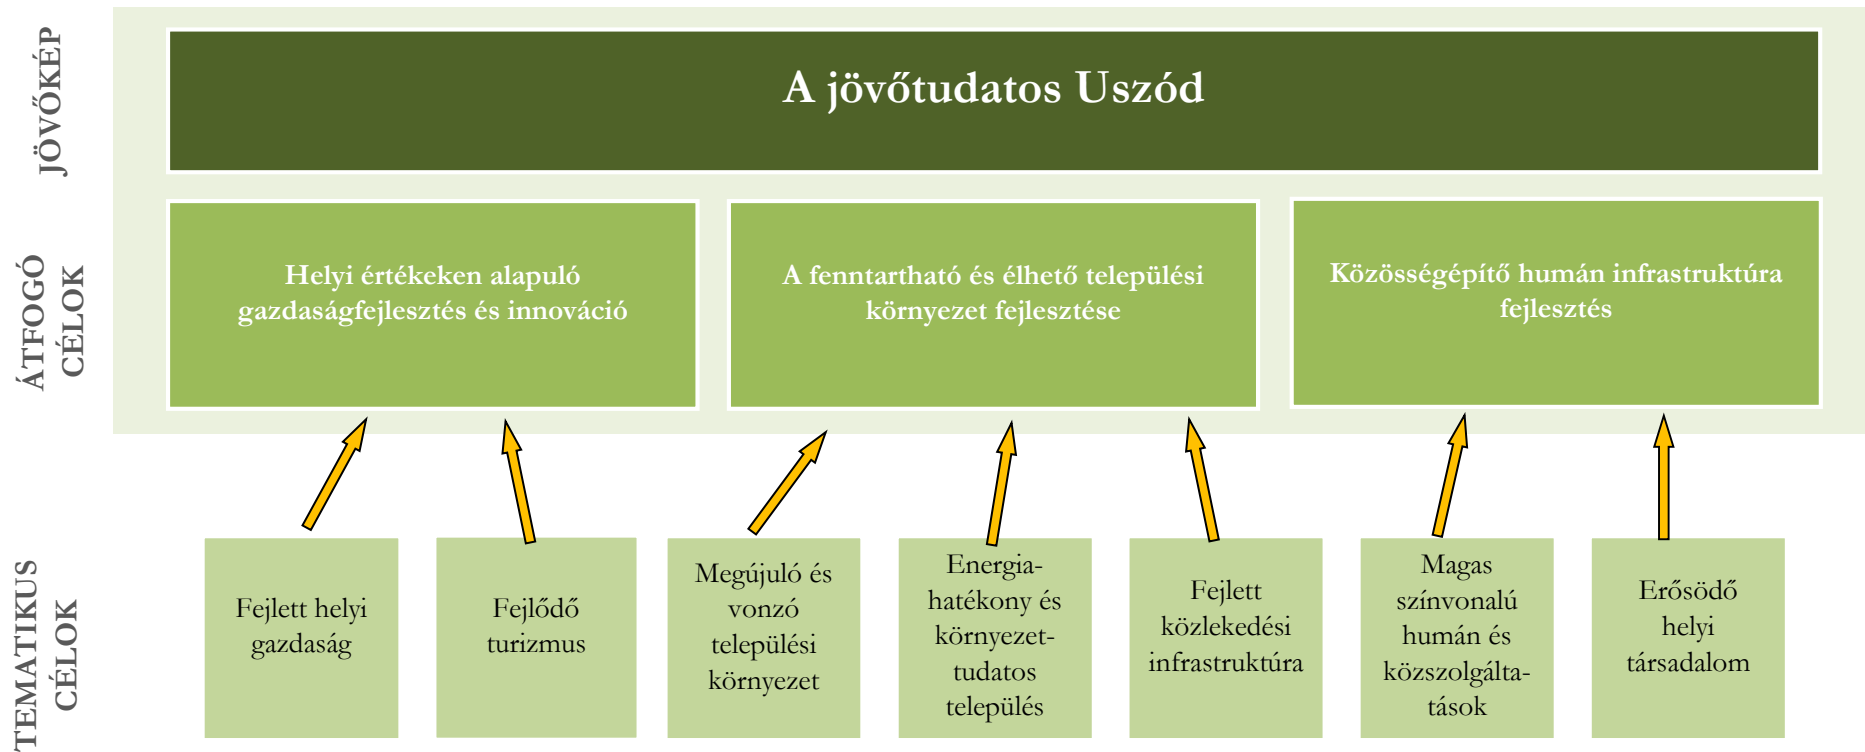 JÖVŐKÉP
A jövőtudatos Uszód
ÁTFOGÓ
CÉLOK
Helyi értékeken alapuló
gazdaságfejlesztés és innováció
A fenntartható és élhető települési
környezet fejlesztése
Közösségépítő humán infrastruktúra
fejlesztés
TEMATIKUS
CÉLOK
Fejlett helyi
gazdaság
Fejlődő
turizmus
Megújuló és
vonzó
települési
környezet
Energia-
hatékony és
környezet-
tudatos
település
Fejlett
közlekedési
infrastruktúra
Magas
színvonalú
humán és
közszolgálta-
tások
Erősödő
helyi
társadalom